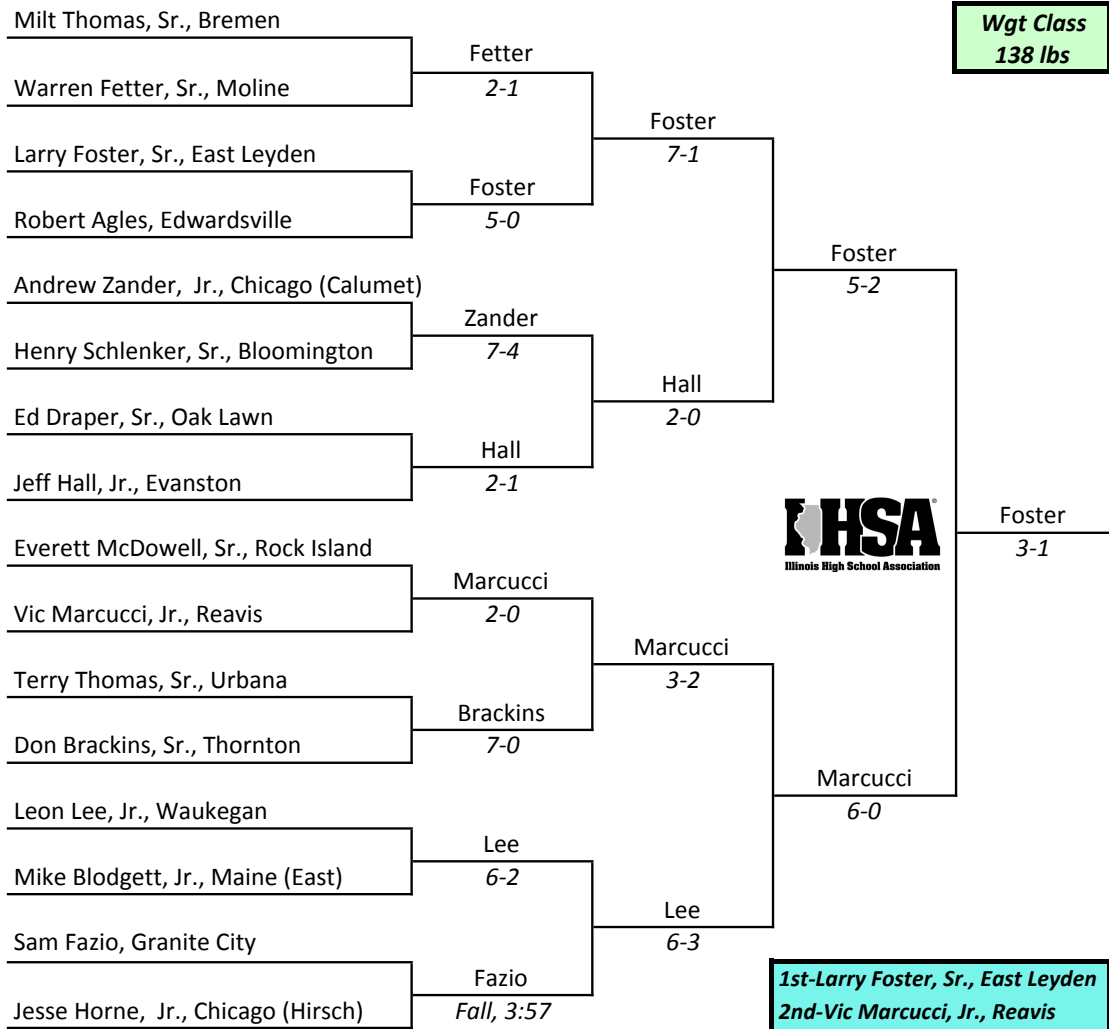 Milt Thomas, Sr., Bremen
Wgt Class
138 lbs
Fetter
2-1
Warren Fetter, Sr., Moline
Foster
7-1
Larry Foster, Sr., East Leyden
Foster
5-0
Robert Agles, Edwardsville
Foster
5-2
Andrew Zander,  Jr., Chicago (Calumet)
Zander
7-4
Henry Schlenker, Sr., Bloomington
Hall
2-0
Ed Draper, Sr., Oak Lawn
Hall
2-1
Jeff Hall, Jr., Evanston
IHSA®
Illinois High School Association
Foster
3-1
Everett McDowell, Sr., Rock Island
Marcucci
2-0
Vic Marcucci, Jr., Reavis
Marcucci
3-2
Terry Thomas, Sr., Urbana
Brackins
7-0
Don Brackins, Sr., Thornton
Marcucci
6-0
Leon Lee, Jr., Waukegan
Lee
6-2
Mike Blodgett, Jr., Maine (East)
Lee
6-3
Sam Fazio, Granite City
Fazio
Fall, 3:57
Jesse Horne,  Jr., Chicago (Hirsch)
1st-Larry Foster, Sr., East Leyden
2nd-Vic Marcucci, Jr., Reavis